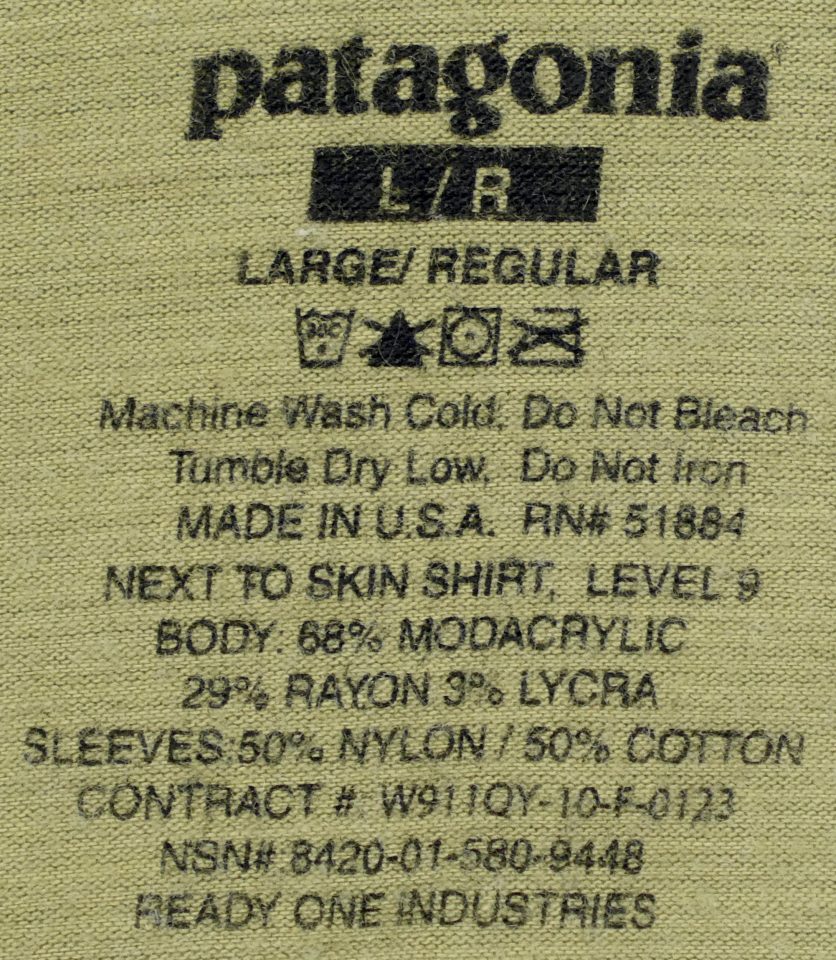 patagonia
L/R
LARGE/ REGULAR
Machine Wash Cold. Do Not Bleach
Tumble Dry Low. Do Not Iron
MADE IN U.S.A. RN# 51884
NEXT TO SKIN SHIRT, LEVEL 9
BODY: 68% MODACRYLIC
29% RAYON 3% LYCRA
SLEEVES:50% NYLON / 50% COTTON
CONTRACT #: W911QY-10-F-0123
NSN# 8420-01-580-9448
READY ONE INDUSTRIES